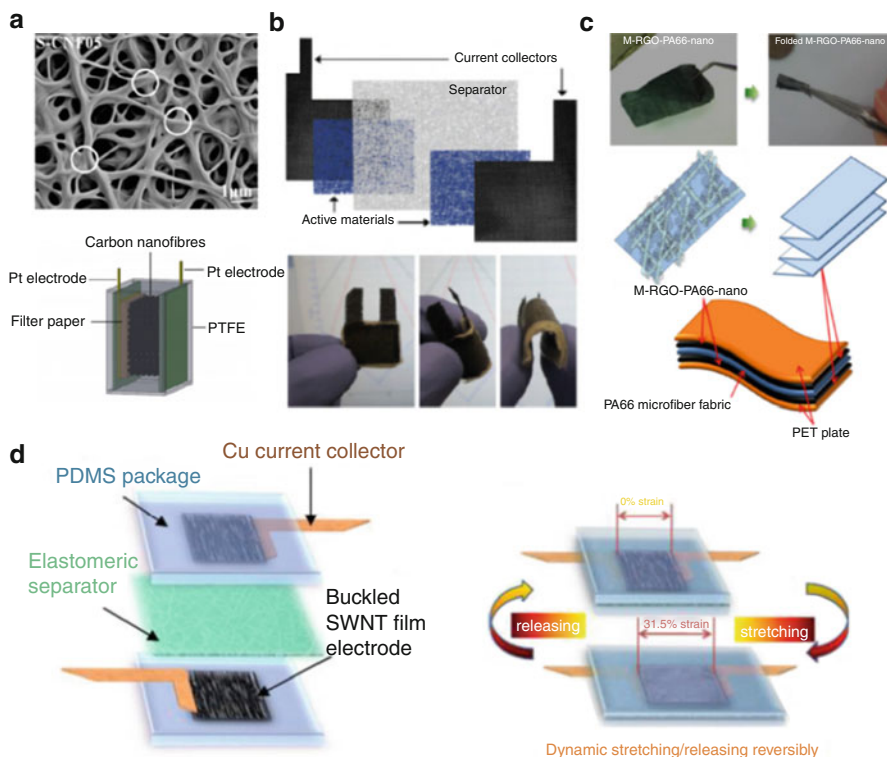 a
S-CNF05
1μm
Carbon nanofibres
Pt electrode
Pt electrode
Filter paper
PTFE
b
Current collectors
Separator
Active materials
c
M-RGO-PA66-nano
Folded M-RGO-PA66-nano
M-RGO-PA66-nano
PA66 microfiber fabric
PET plate
d
Cu current collector
PDMS package
Elastomeric
separator
Buckled
SWNT film
electrode
0% strain
releasing
31.5% strain
stretching
Dynamic stretching/releasing reversibly